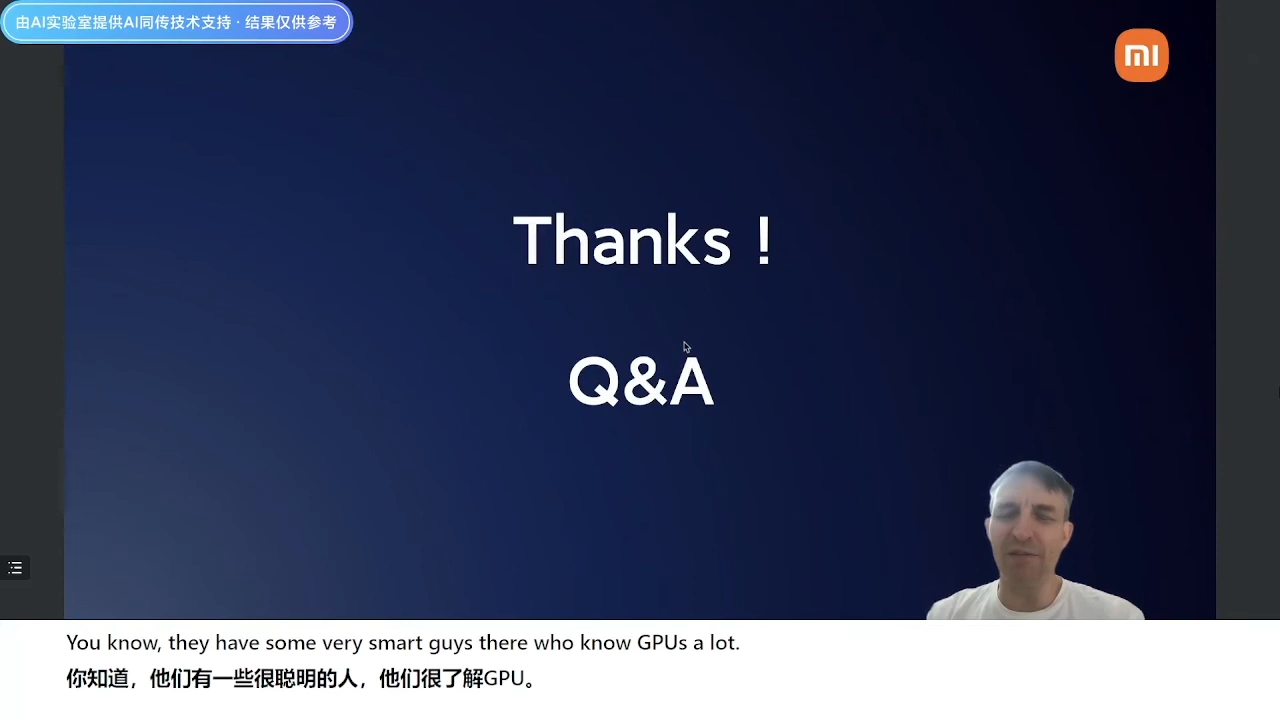 由AI实验室提供AI同传技术支持 · 结果仅供参考
mi
Thanks！
Q&A
You know, they have some very smart guys there who know GPUs a lot.
你知道，他们有一些很聪明的人，他们很了解GPU。